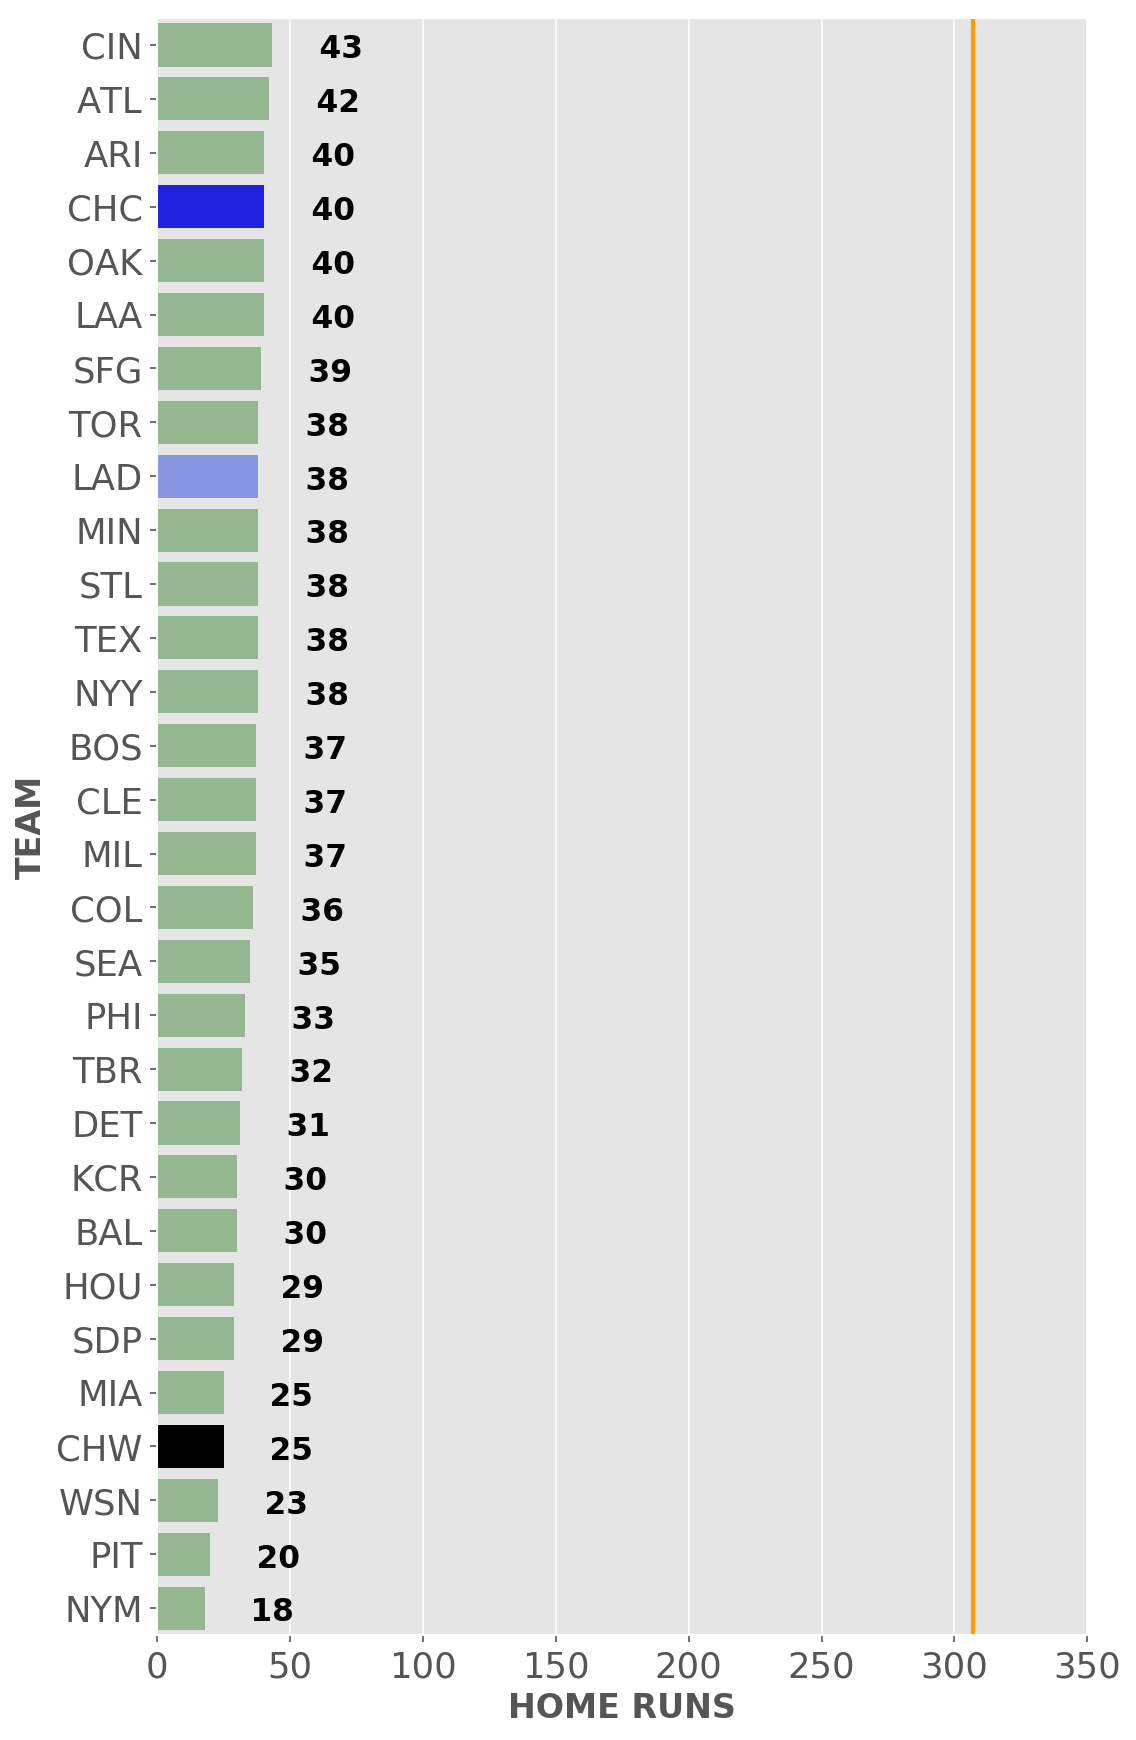 CIN 43
ATL 42
ARI 40
CHC 40
OAK 40
LAA 40
SFG 39
TOR 38
LAD 38
MIN 38
STL 38
TEX 38
NYY 38
BOS 37
CLE 37
MIL 37
COL 36
SEA 35
PHI 33
TBR 32
DET 31
KCR 30
BAL 30
HOU 29
SDP 29
MIA 25
CHW 25
WSN 23
PIT 20
NYM 18
TEAM
0 50 100 150 200 250 300 350
HOME RUNS